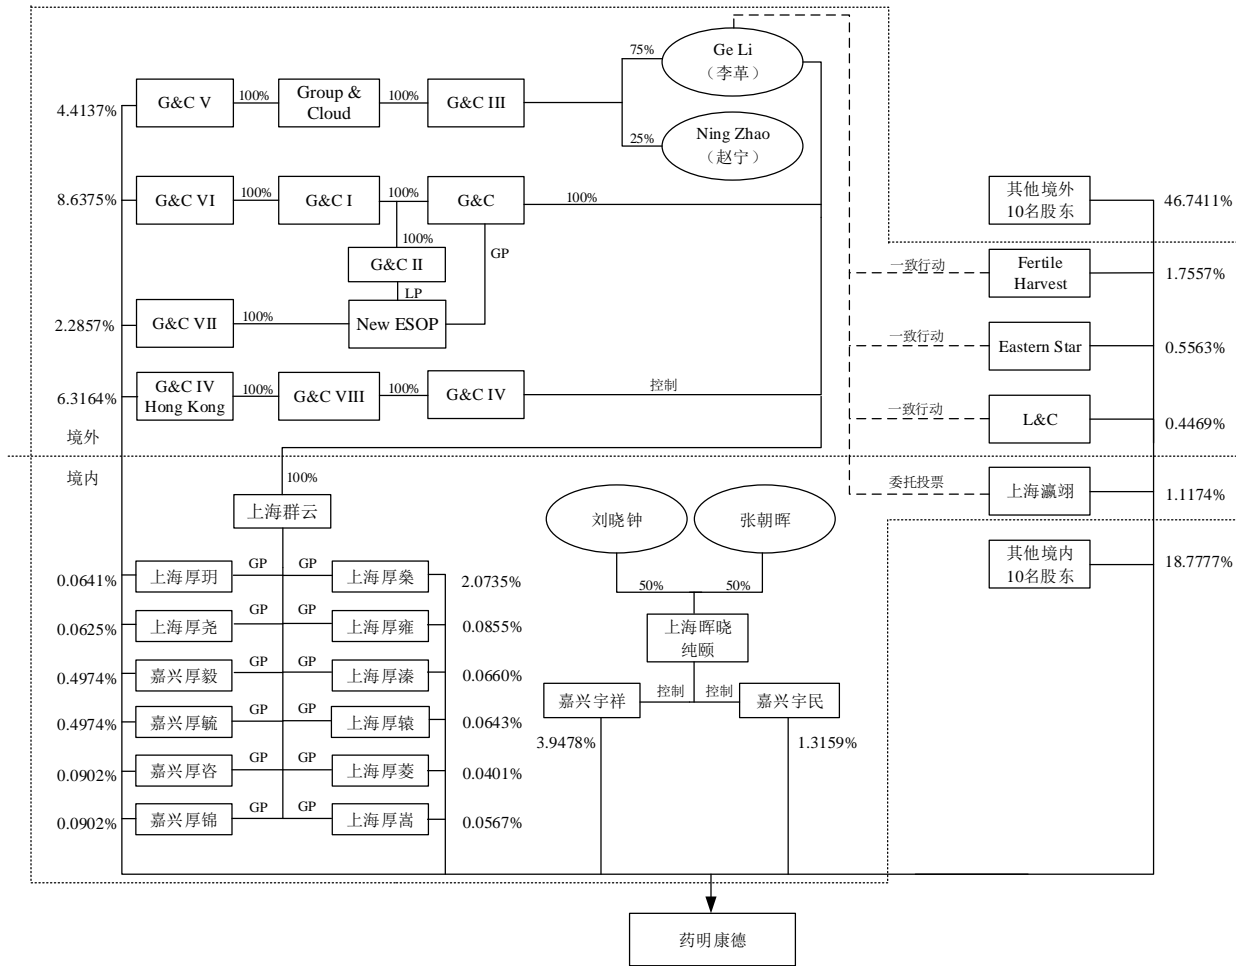 75%
Ge Li
（李革）
4.4137%
G&C V
100%
Group &
Cloud
100%
G&C III
25%
Ning Zhao
（赵宁）
8.6375%
G&C VI
100%
G&C I
100%
G&C
100%
100%
G&C II
GP
LP
2.2857%
G&C VII
100%
New ESOP
6.3164%
G&C IV
Hong Kong
100%
G&C VIII
100%
G&C IV
控制
其他境外
10名股东
46.7411%
一致行动
Fertile
Harvest
1.7557%
一致行动
Eastern Star
0.5563%
一致行动
L&C
0.4469%
境外
境内
委托投票
上海瀛翊
1.1174%
其他境内
10名股东
18.7777%
100%
上海群云
0.0641%
上海厚玥
GP
GP
上海厚燊
2.0735%
0.0625%
上海厚尧
GP
GP
上海厚雍
0.0855%
0.4974%
嘉兴厚毅
GP
GP
上海厚溱
0.0660%
0.4974%
嘉兴厚毓
GP
GP
上海厚辕
0.0643%
0.0902%
嘉兴厚咨
GP
GP
上海厚菱
0.0401%
0.0902%
嘉兴厚锦
GP
GP
上海厚嵩
0.0567%
刘晓钟
张朝晖
50%
50%
上海晖晓
纯颐
嘉兴宇祥
控制
控制
嘉兴宇民
3.9478%
1.3159%
药明康德